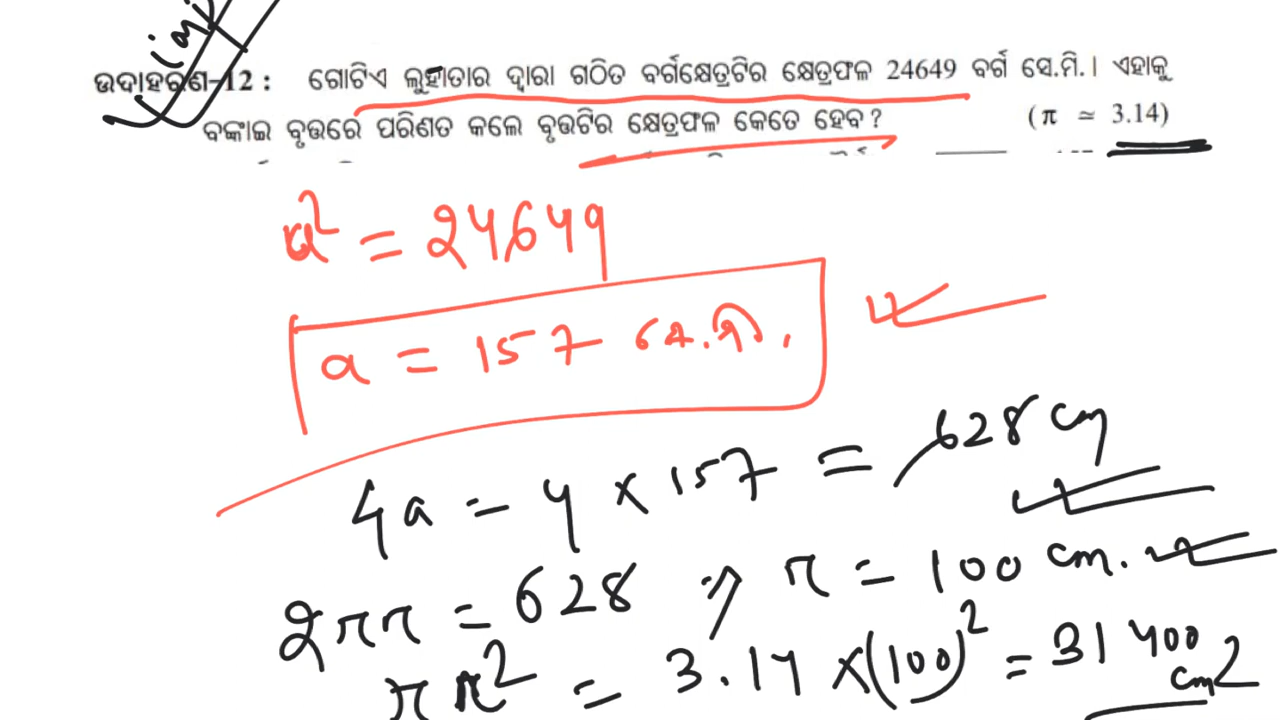 ଉଦାହରଣ-12 : ଗୋଟିଏ ଲୁହାତାର ଦ୍ୱାରା ଗଠିତ ବର୍ଗକ୍ଷେତ୍ରଟିର କ୍ଷେତ୍ରଫଳ 24649 ବର୍ଗ ସେ.ମି.। ଏହାକୁ
ବଙ୍କାଇ ବୃତ୍ତରେ ପରିଣତ କଲେ ବୃତ୍ତଟିର କ୍ଷେତ୍ରଫଳ କେତେ ହେବ ? (π ≃ 3.14)
a² = 24649
a = 157 ସେ.ମି.
4a = 4 × 157 = 628 cm
2πr = 628 ⇒ r = 100 cm.
πr² = 3.14 × (100)² = 31400 cm2